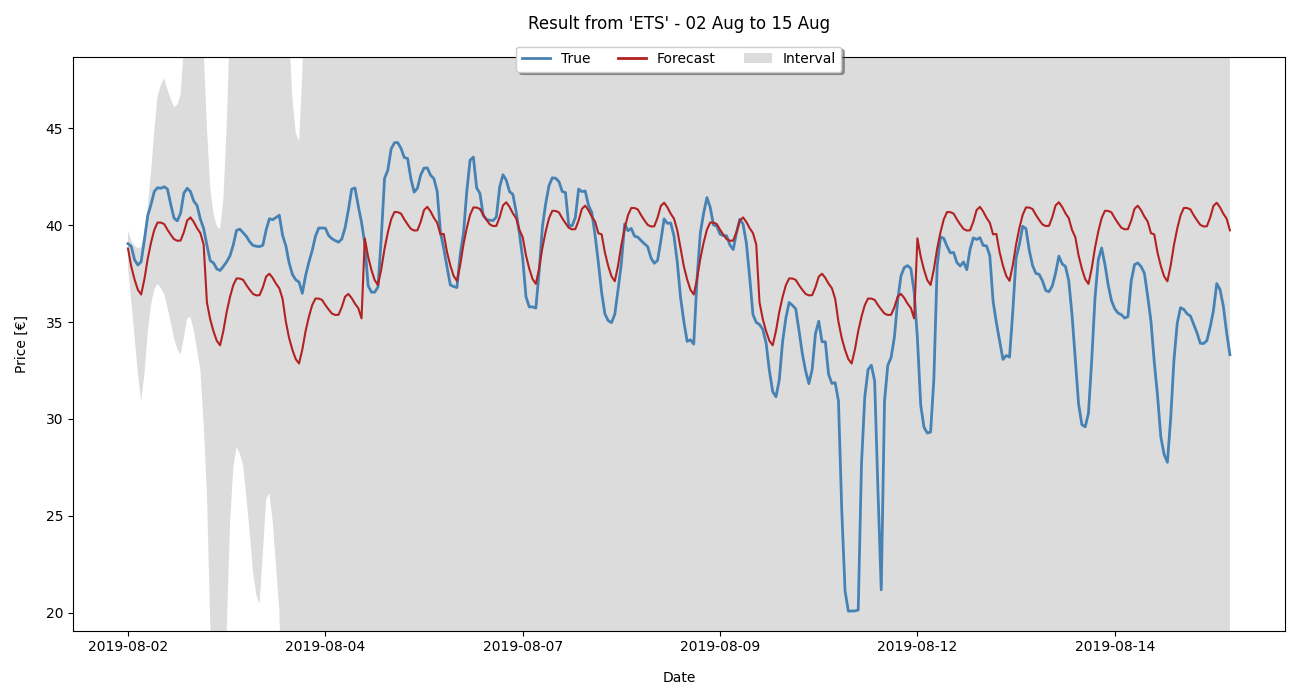 Result from 'ETS' - 02 Aug to 15 Aug
True Forecast Interval
45
40
35
30
25
20
Price [€]
2019-08-02 2019-08-04 2019-08-07 2019-08-09 2019-08-12 2019-08-14
Date